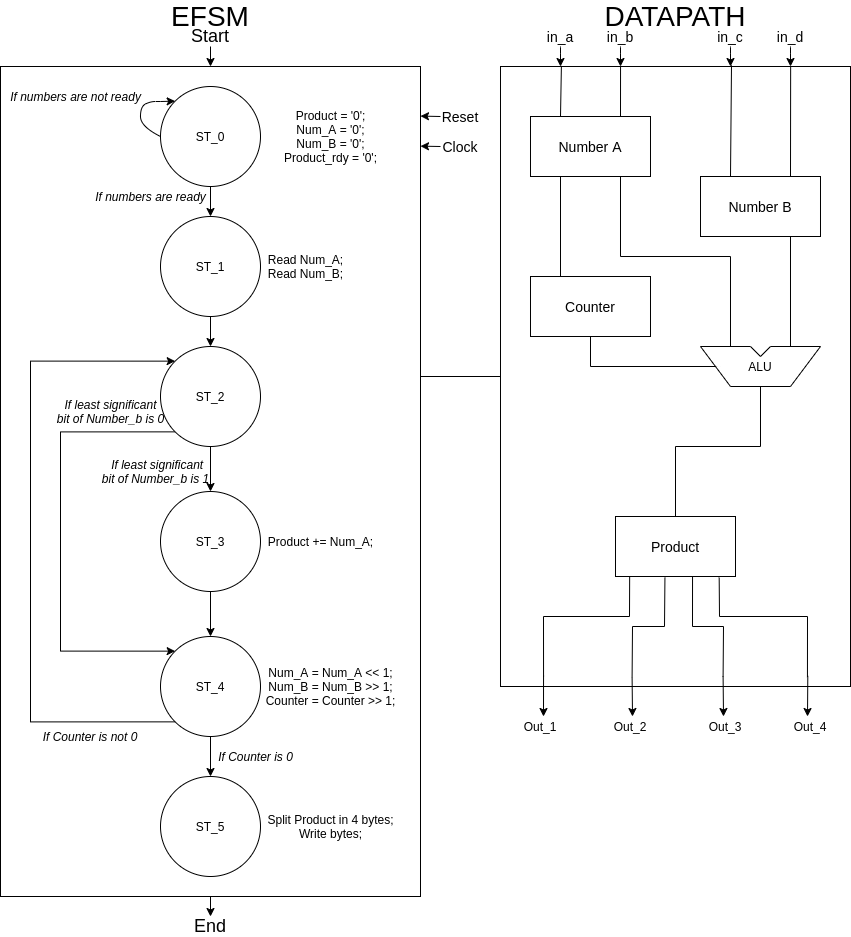 EFSM
Start
If numbers are not ready
ST_0
Product = '0';
Num_A = '0';
Num_B = '0';
Product_rdy = '0';
Reset
Clock
If numbers are ready
ST_1
Read Num_A;
Read Num_B;
ST_2
If least significant
bit of Number_b is 0
If least significant
bit of Number_b is 1
ST_3
Product += Num_A;
ST_4
Num_A = Num_A << 1;
Num_B = Num_B >> 1;
Counter = Counter >> 1;
If Counter is not 0
If Counter is 0
ST_5
Split Product in 4 bytes;
Write bytes;
End
DATAPATH
in_a
in_b
in_c
in_d
Number A
Number B
Counter
ALU
Product
Out_1
Out_2
Out_3
Out_4